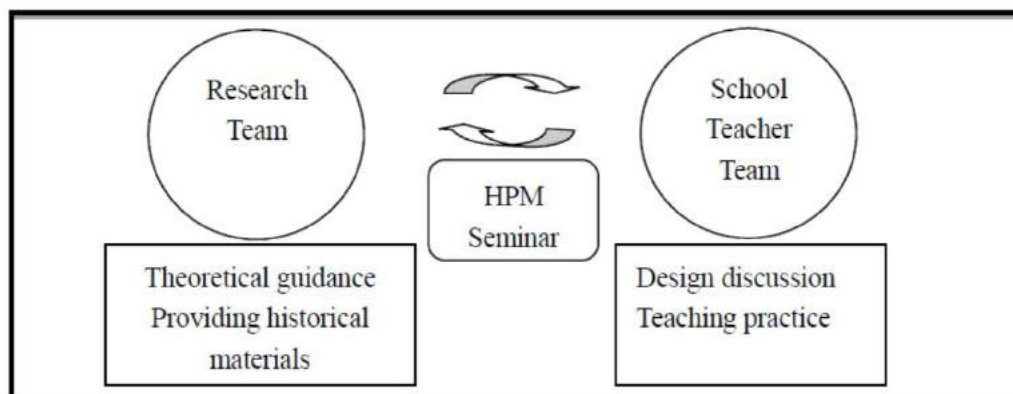 Research
Team
School
Teacher
Team
HPM
Seminar
Theoretical guidance
Providing historical
materials
Design discussion
Teaching practice